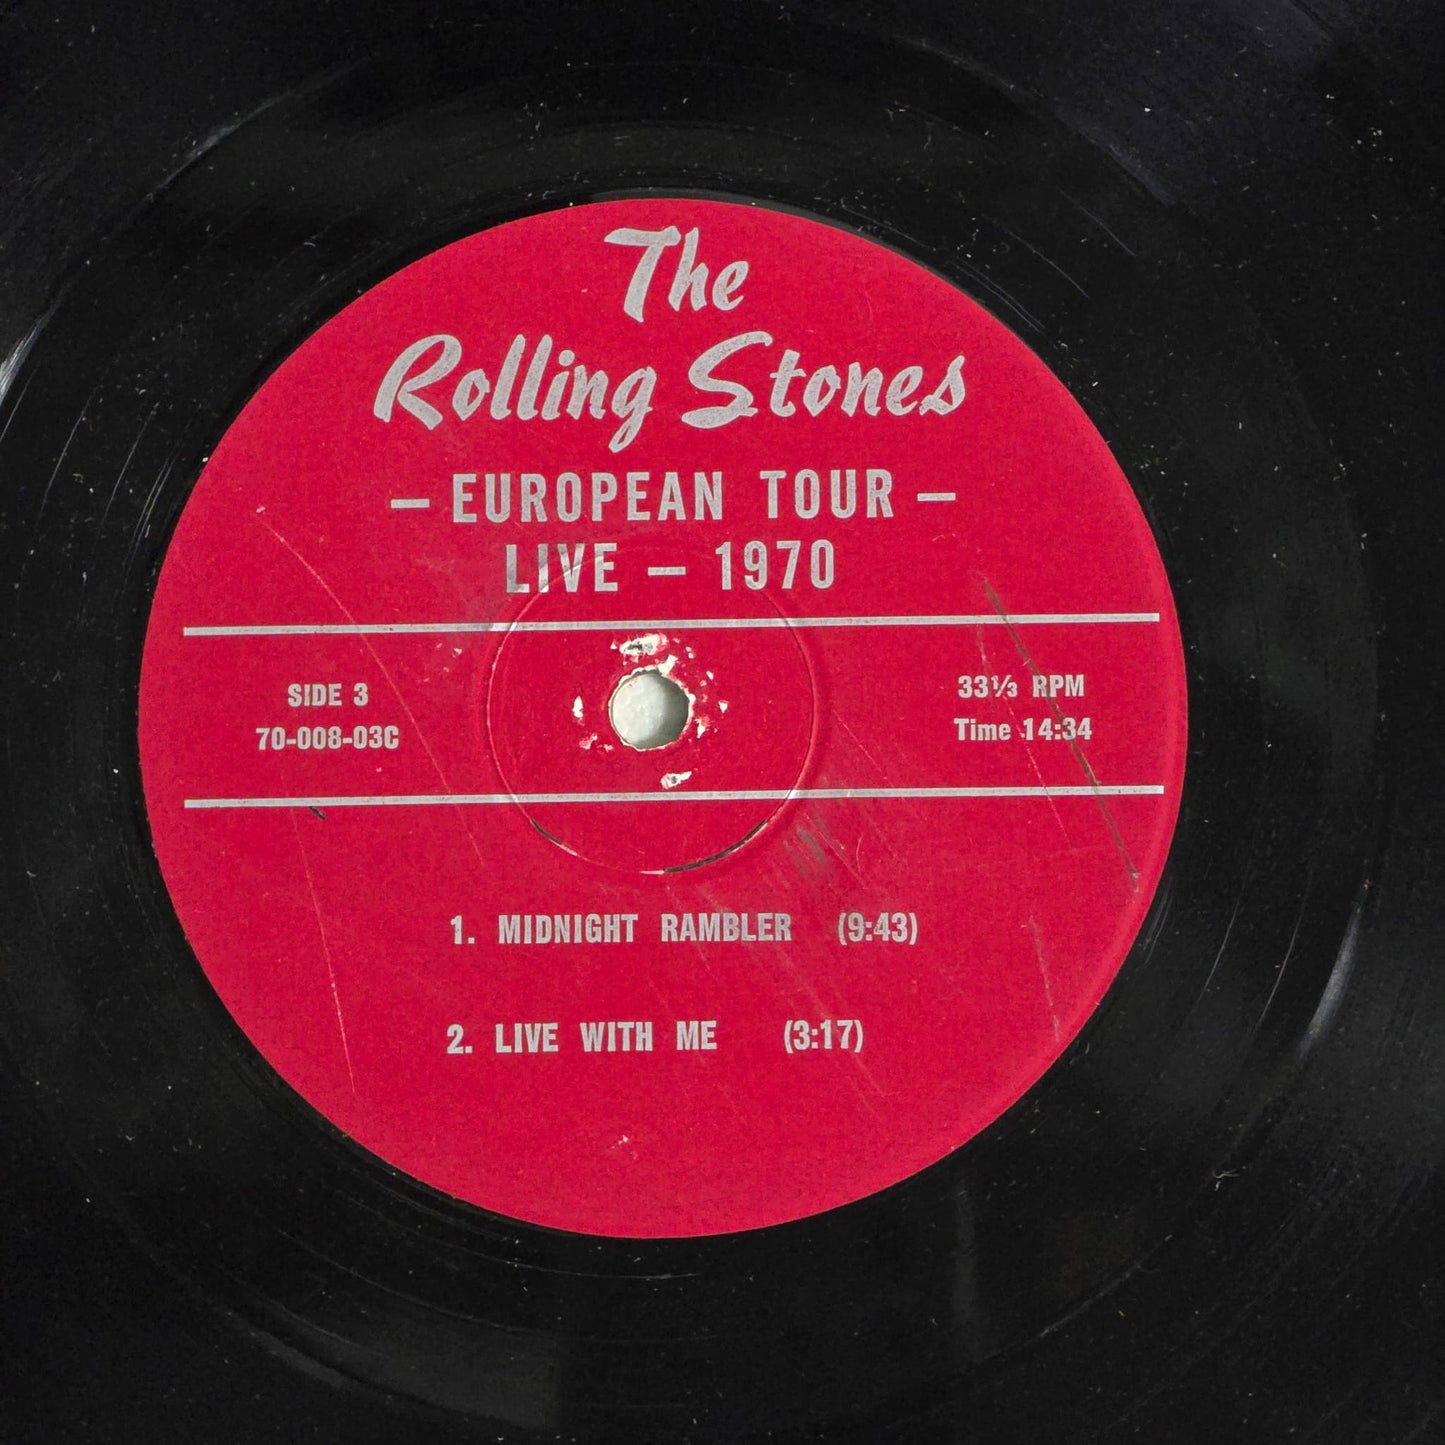 The
Rolling Stones
— EUROPEAN TOUR —
LIVE — 1970
SIDE 3
70-008-03C
33⅓ RPM
Time 14:34
1. MIDNIGHT RAMBLER (9:43)
2. LIVE WITH ME (3:17)